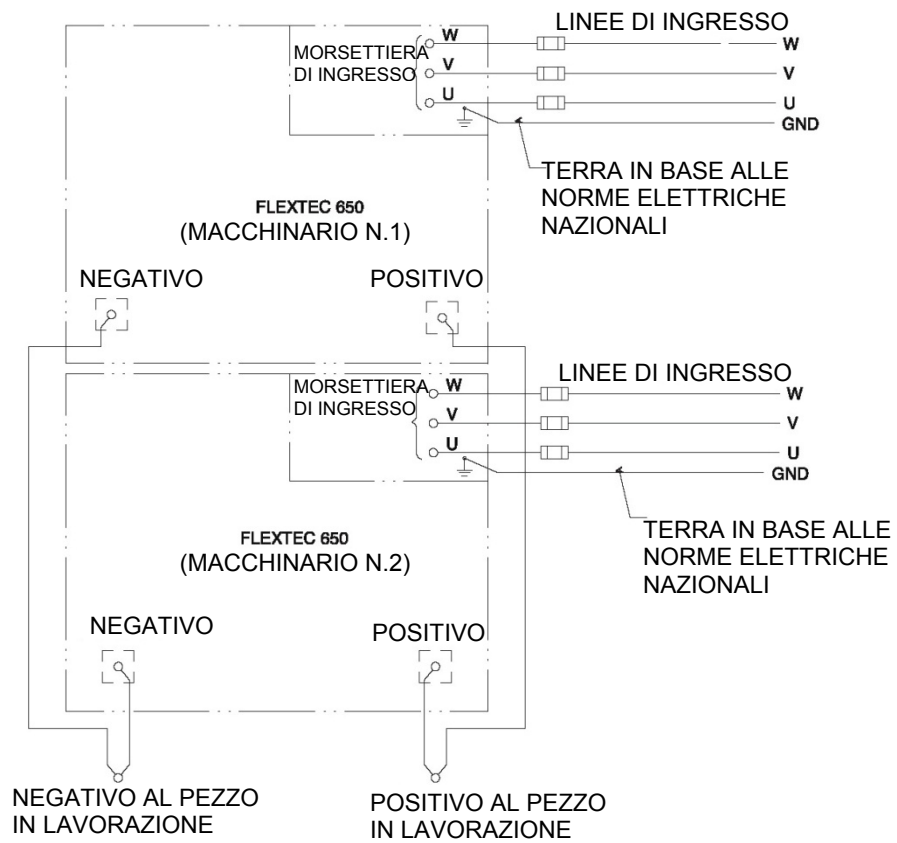 LINEE DI INGRESSO
MORSETTIERA
DI INGRESSO
W
W
V
V
U
U
GND
TERRA IN BASE ALLE
NORME ELETTRICHE
NAZIONALI
FLEXTEC 650
(MACCHINARIO N.1)
NEGATIVO
POSITIVO
LINEE DI INGRESSO
MORSETTIERA
DI INGRESSO
W
W
V
V
U
U
GND
TERRA IN BASE ALLE
NORME ELETTRICHE
NAZIONALI
FLEXTEC 650
(MACCHINARIO N.2)
NEGATIVO
POSITIVO
NEGATIVO AL PEZZO
IN LAVORAZIONE
POSITIVO AL PEZZO
IN LAVORAZIONE